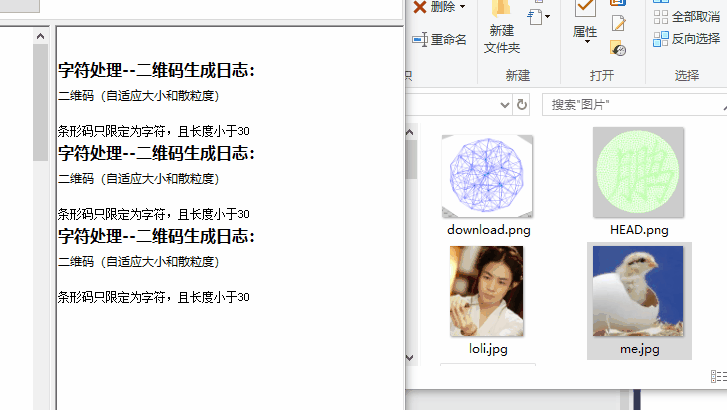 字符处理--二维码生成日志：
二维码（自适应大小和散粒度）
条形码只限定为字符，且长度小于30
字符处理--二维码生成日志：
二维码（自适应大小和散粒度）
条形码只限定为字符，且长度小于30
字符处理--二维码生成日志：
二维码（自适应大小和散粒度）
条形码只限定为字符，且长度小于30
删除
重命名
新建
文件夹
新建
属性
打开
全部取消
反向选择
选择
搜索"图片"
download.png
HEAD.png
鹏
loli.jpg
me.jpg